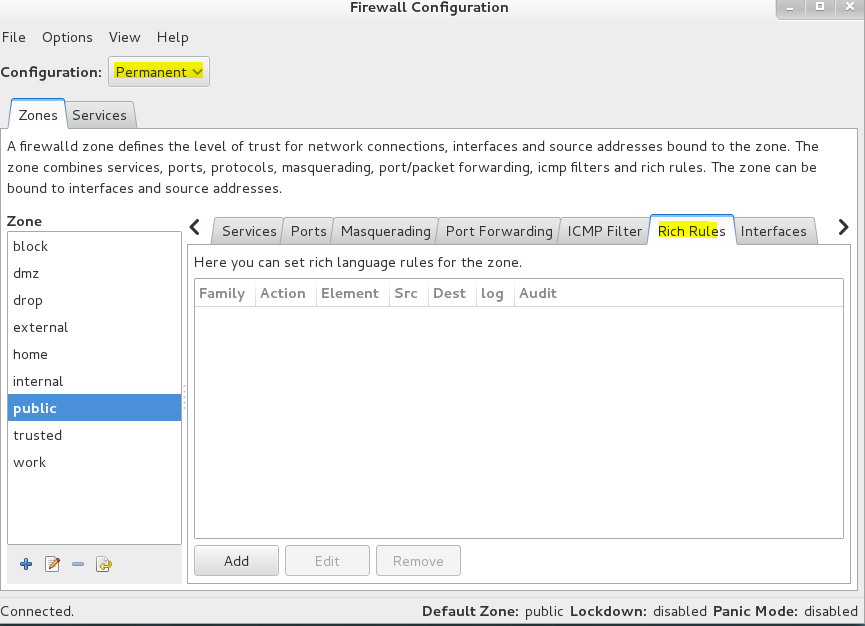 Firewall Configuration
File Options View Help
Configuration: Permanent
Zones Services
A firewalld zone defines the level of trust for network connections, interfaces and source addresses bound to the zone. The
zone combines services, ports, protocols, masquerading, port/packet forwarding, icmp filters and rich rules. The zone can be
bound to interfaces and source addresses.
Zone
block
dmz
drop
external
home
internal
public
trusted
work
Services Ports Masquerading Port Forwarding ICMP Filter Rich Rules Interfaces
Here you can set rich language rules for the zone.
Family Action Element Src Dest log Audit
Add Edit Remove
Connected.
Default Zone: public Lockdown: disabled Panic Mode: disabled